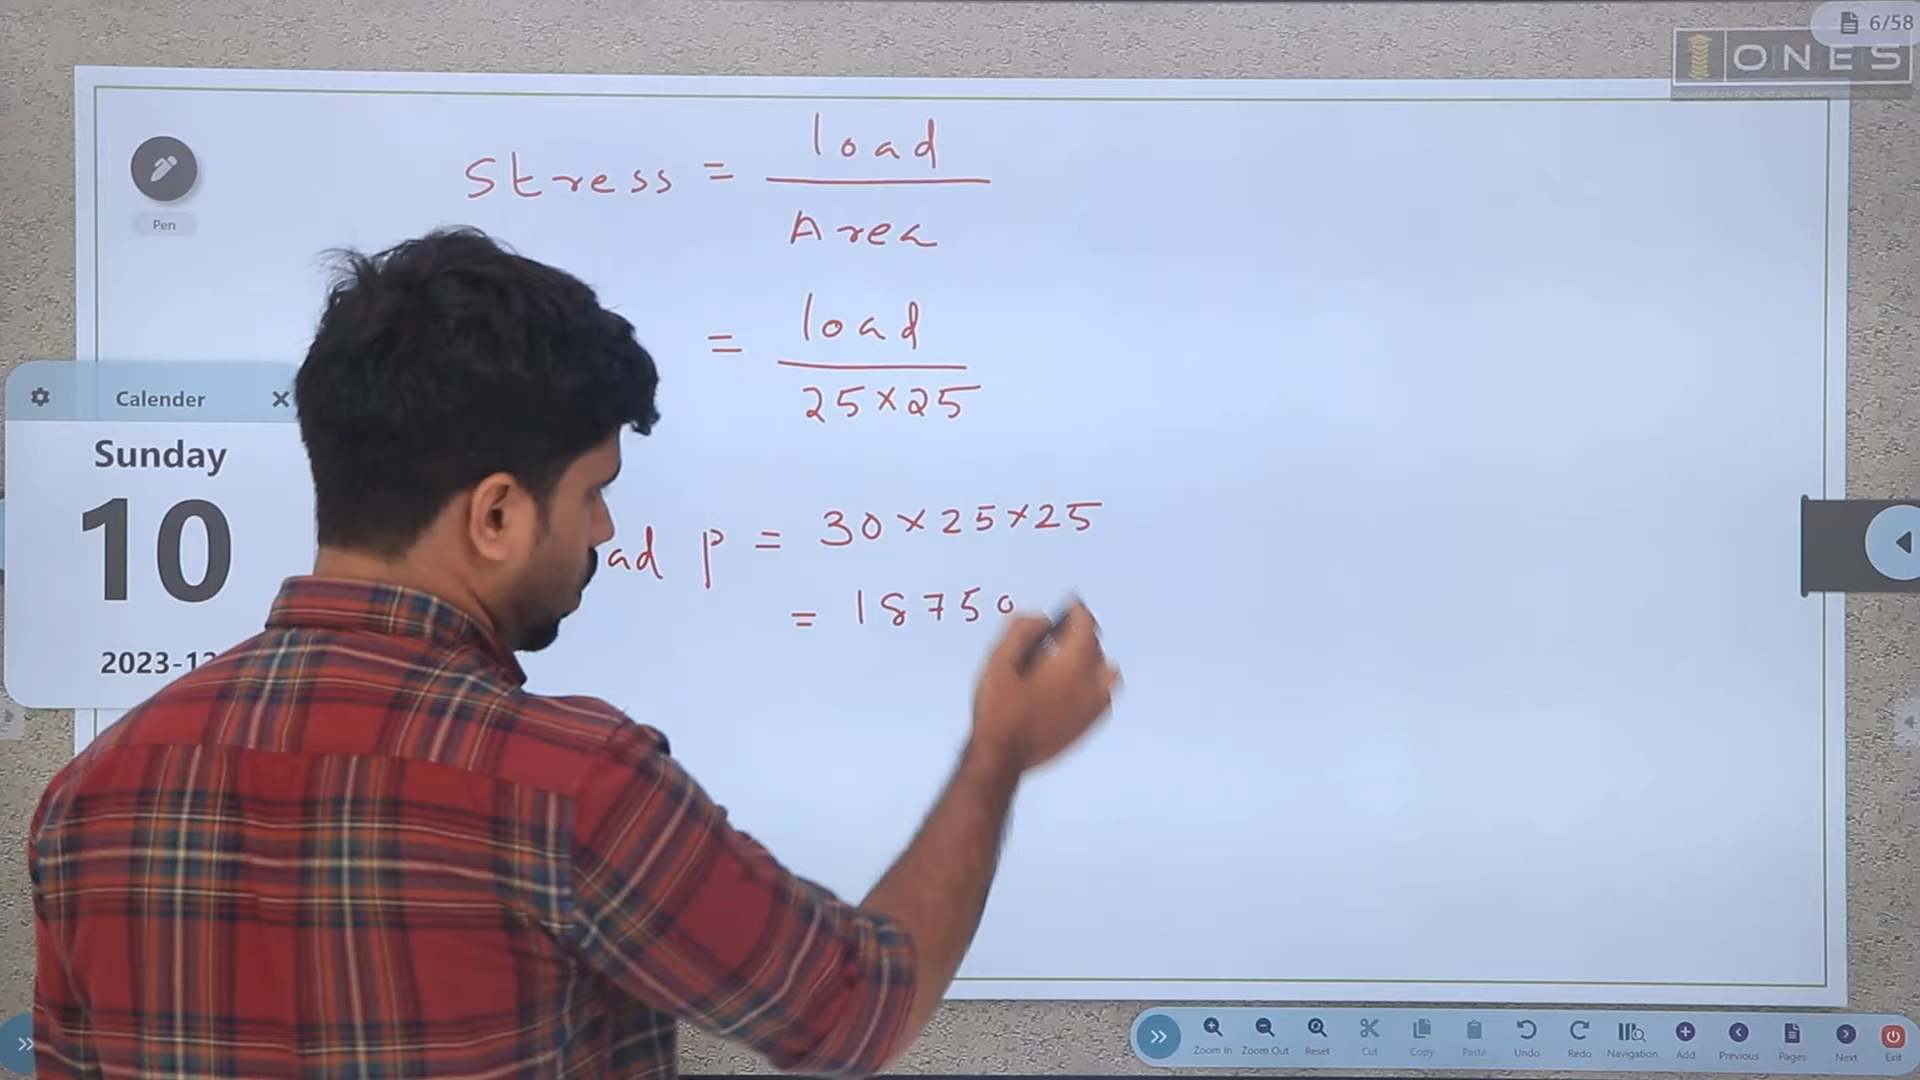 6/58
ONES
Stress = load / Area
Pen
= load / 25×25
Calender
Sunday
10
ad p = 30×25×25
= 18750
2023-12
Zoom In Zoom Out Reset Cut Copy Paste Undo Redo Navigation Add Previous Pages Next Exit